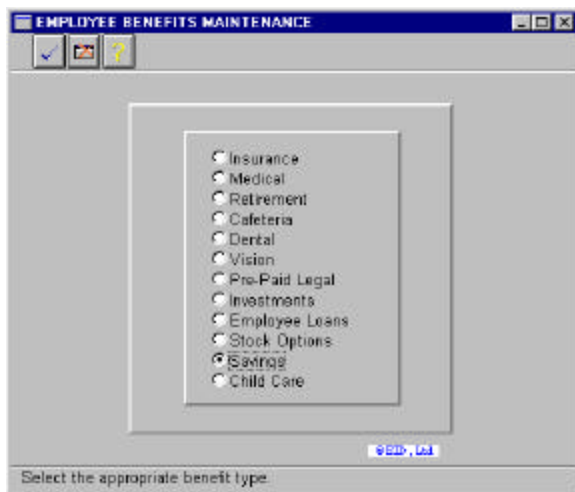 EMPLOYEE BENEFITS MAINTENANCE
?
Insurance
Medical
Retirement
Cafeteria
Dental
Vision
Pre-Paid Legal
Investments
Employee Loans
Stock Options
Savings
Child Care
Ltd
Select the appropriate benefit type.